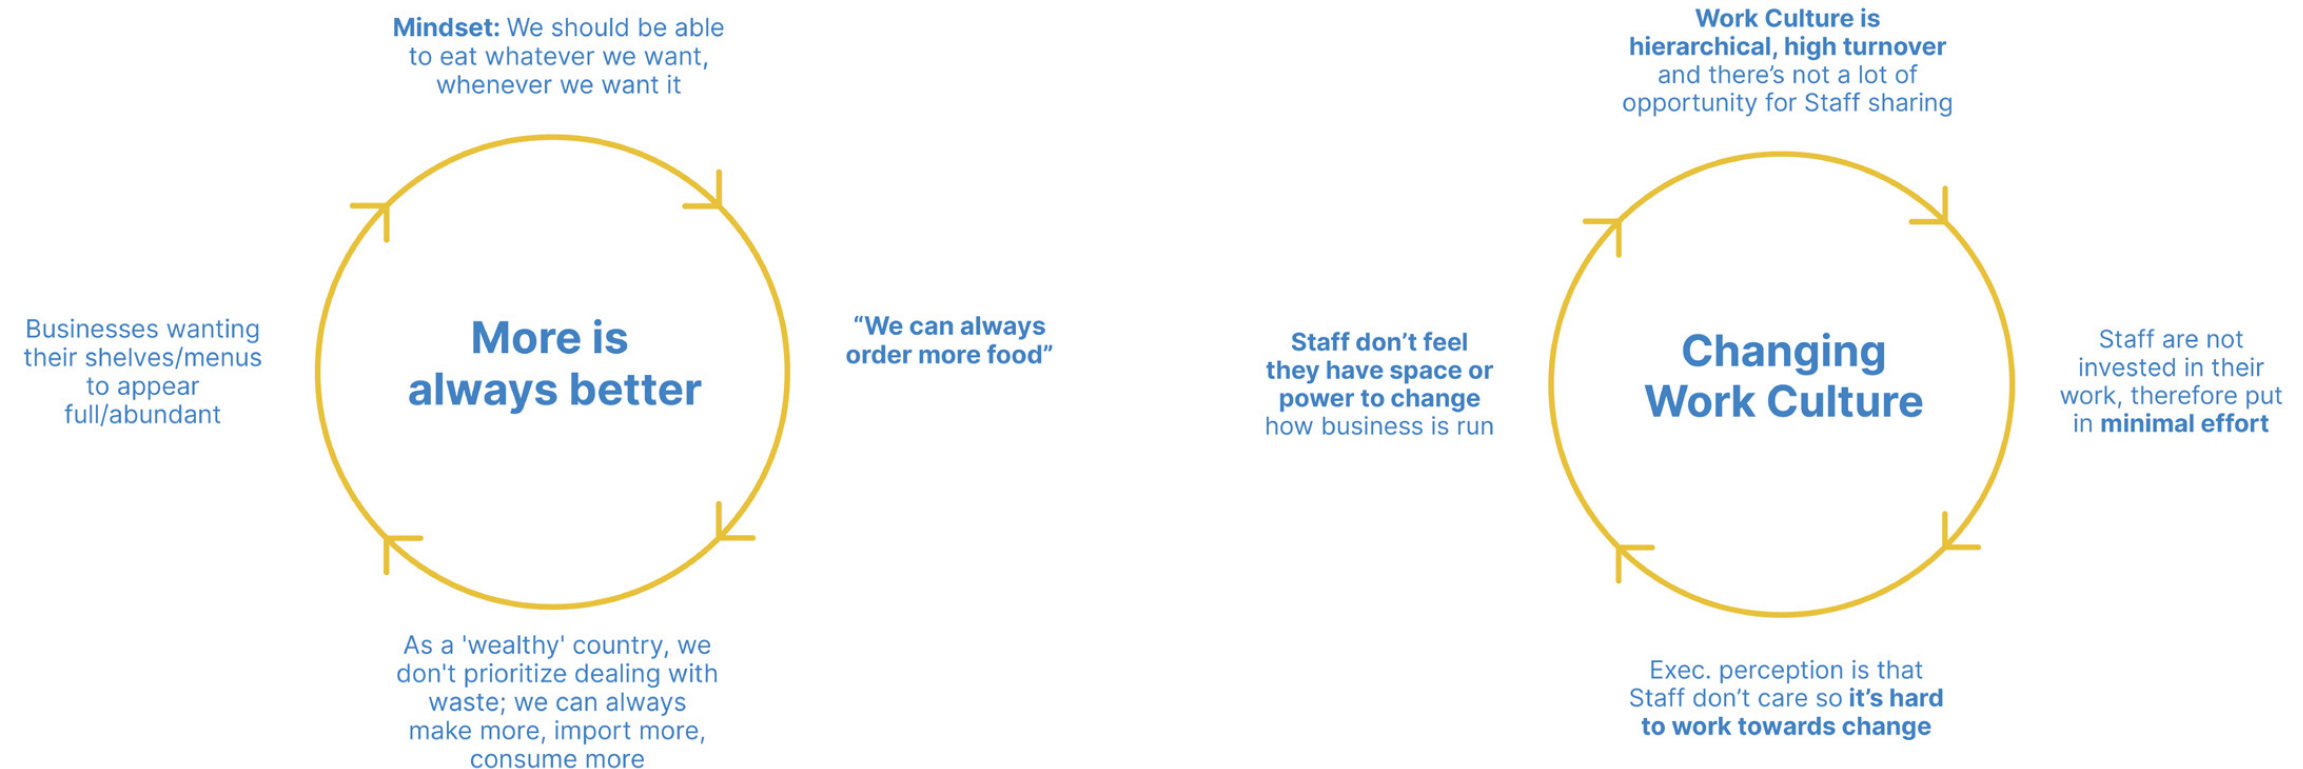 Mindset: We should be able
to eat whatever we want,
whenever we want it
Businesses wanting
their shelves/menus
to appear
full/abundant
More is
always better
“We can always
order more food”
As a 'wealthy' country, we
don't prioritize dealing with
waste; we can always
make more, import more,
consume more
Work Culture is
hierarchical, high turnover
and there’s not a lot of
opportunity for Staff sharing
Staff don’t feel
they have space or
power to change
how business is run
Changing
Work Culture
Staff are not
invested in their
work, therefore put
in minimal effort
Exec. perception is that
Staff don’t care so it’s hard
to work towards change